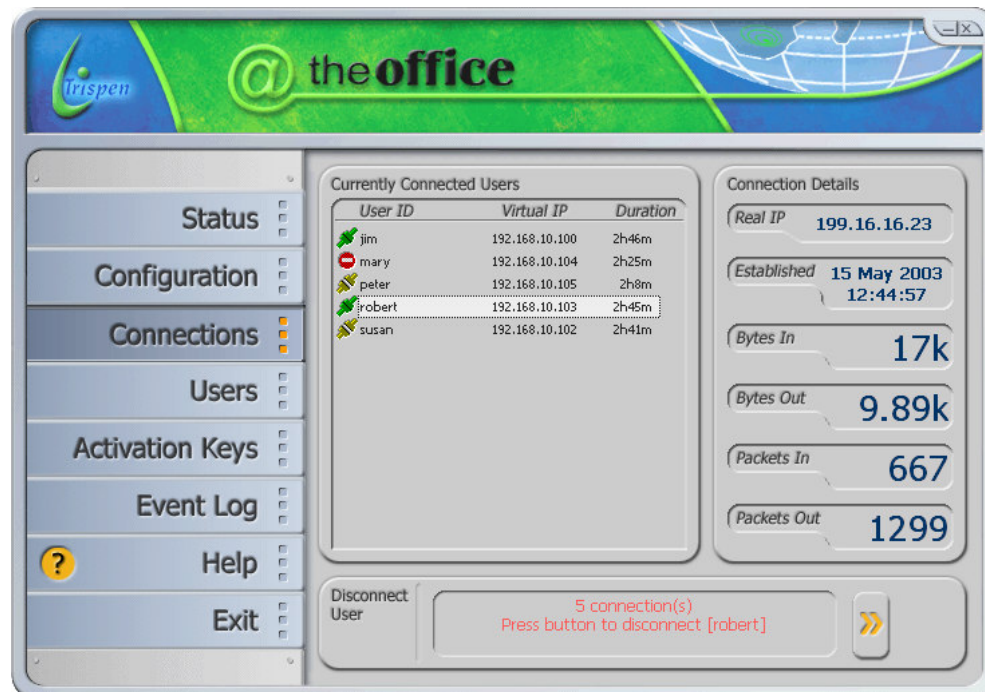 Trispen
@ theoffice
Status
Configuration
Connections
Users
Activation Keys
Event Log
? Help
Exit
Currently Connected Users
User ID Virtual IP Duration
jim 192.168.10.100 2h46m
mary 192.168.10.104 2h25m
peter 192.168.10.105 2h8m
robert 192.168.10.103 2h45m
susan 192.168.10.102 2h41m
Connection Details
Real IP 199.16.16.23
Established 15 May 2003
12:44:57
Bytes In 17k
Bytes Out 9.89k
Packets In 667
Packets Out 1299
Disconnect
User
5 connection(s)
Press button to disconnect [robert]